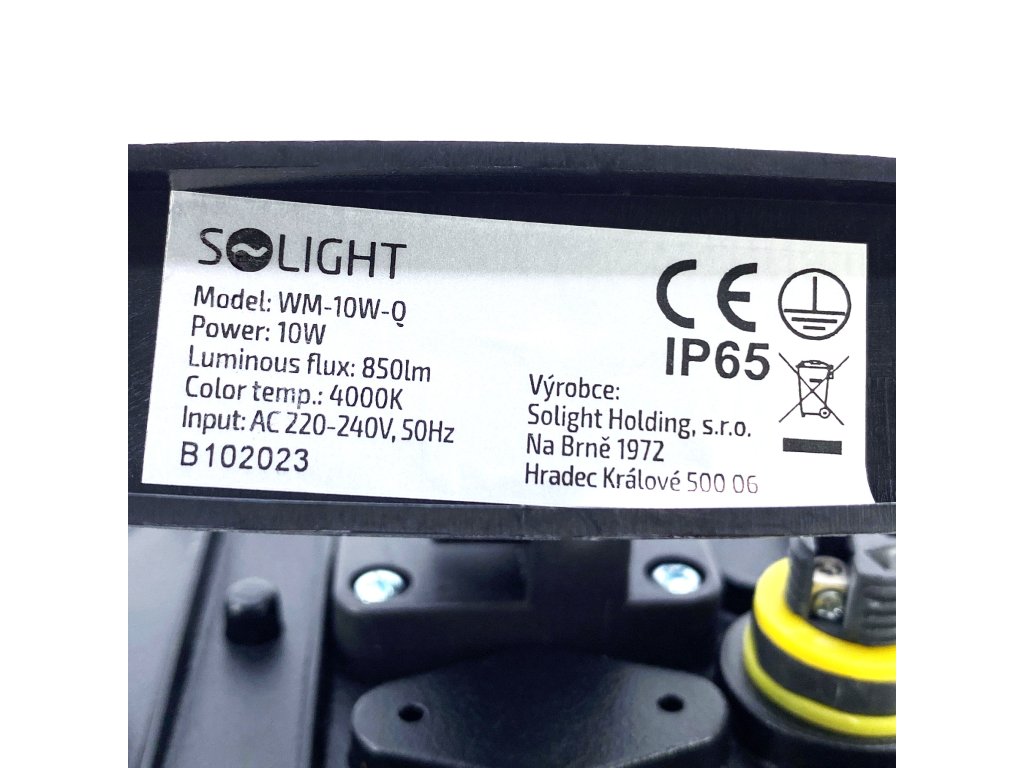 SOLIGHT
Model: WM-10W-Q
Power: 10W
Luminous flux: 850lm
Color temp.: 4000K
Input: AC 220-240V, 50Hz
B102023
CE
IP65
Výrobce:
Solight Holding, s.r.o.
Na Brně 1972
Hradec Králové 500 06